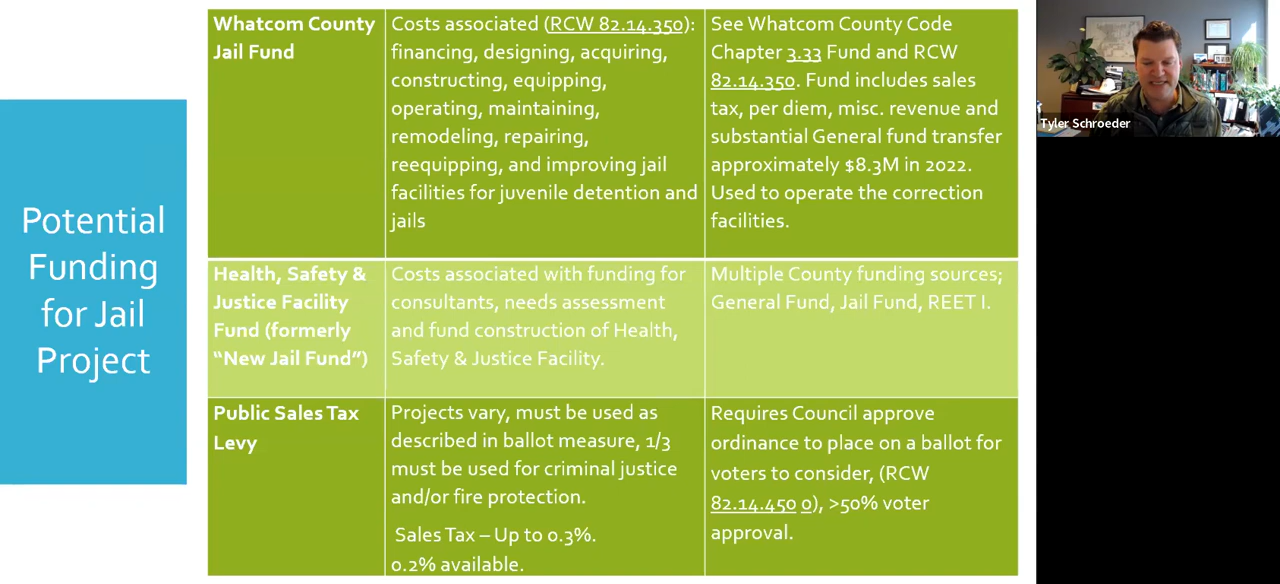 Potential
Funding
for Jail
Project
Whatcom County
Jail Fund
Costs associated (RCW 82.14.350):
financing, designing, acquiring,
constructing, equipping,
operating, maintaining,
remodeling, repairing,
reequipping, and improving jail
facilities for juvenile detention and
jails
See Whatcom County Code
Chapter 3.33 Fund and RCW
82.14.350. Fund includes sales
tax, per diem, misc. revenue and
substantial General fund transfer
approximately $8.3M in 2022.
Used to operate the correction
facilities.
Health, Safety &
Justice Facility
Fund (formerly
“New Jail Fund”)
Costs associated with funding for
consultants, needs assessment
and fund construction of Health,
Safety & Justice Facility.
Multiple County funding sources;
General Fund, Jail Fund, REET I.
Public Sales Tax
Levy
Projects vary, must be used as
described in ballot measure, 1/3
must be used for criminal justice
and/or fire protection.
Sales Tax – Up to 0.3%.
0.2% available.
Requires Council approve
ordinance to place on a ballot for
voters to consider, (RCW
82.14.450 0), >50% voter
approval.
Tyler Schroeder